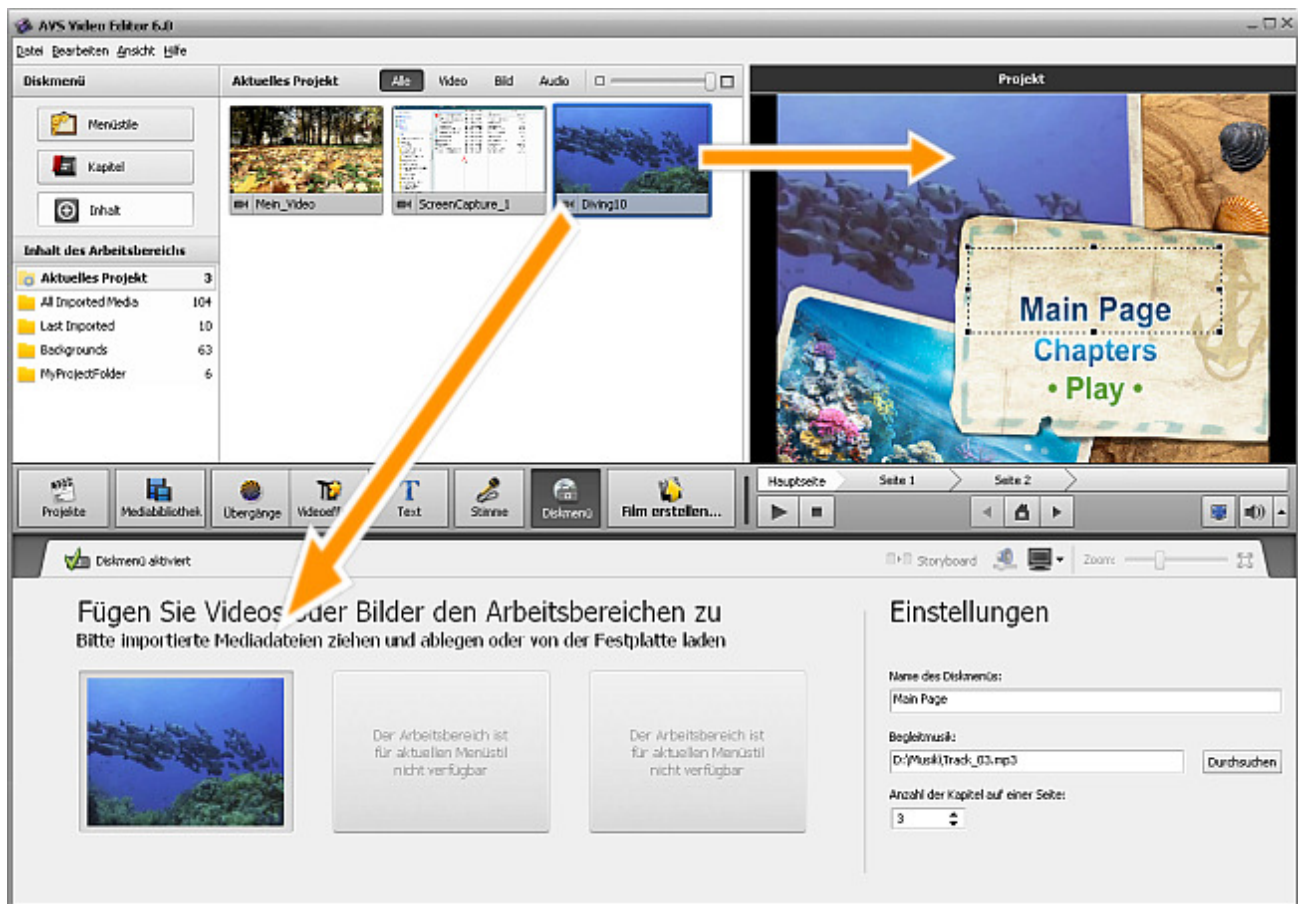 AVS Video Editor 6.0
Datei Bearbeiten Ansicht Hilfe
Diskmenü
Menüstile
Kapitel
Inhalt
Inhalt des Arbeitsbereichs
Aktuelles Projekt 3
All Imported Media 104
Last Imported 10
Backgrounds 63
MyProjectFolder 6
Aktuelles Projekt Alle Video Bild Audio
Mein_Video
ScreenCapture_1
Diving10
Projekt
Main Page
Chapters
• Play •
Projekte Mediabibliothek Übergänge Text Stimme Diskmenü Film erstellen...
Hauptseite Seite 1 Seite 2
Diskmenü aktiviert
Storyboard Zoom:
Fügen Sie Videos oder Bilder den Arbeitsbereichen zu
Bitte importierte Mediadateien ziehen und ablegen oder von der Festplatte laden
Der Arbeitsbereich ist
für aktuellen Menüstil
nicht verfügbar
Der Arbeitsbereich ist
für aktuellen Menüstil
nicht verfügbar
Einstellungen
Name des Diskmenüs:
Main Page
Begleitmusik:
D:\Musik\Track_03.mp3 Durchsuchen
Anzahl der Kapitel auf einer Seite:
3